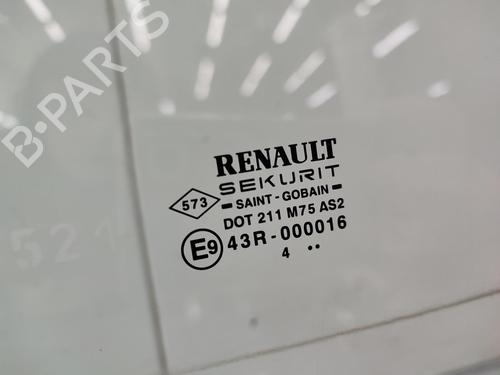 B-PARTS
RENAULT
SEKURIT
573
- SAINT - GOBAIN -
DOT 211 M75 AS2
E9 43R-000016
4 ..